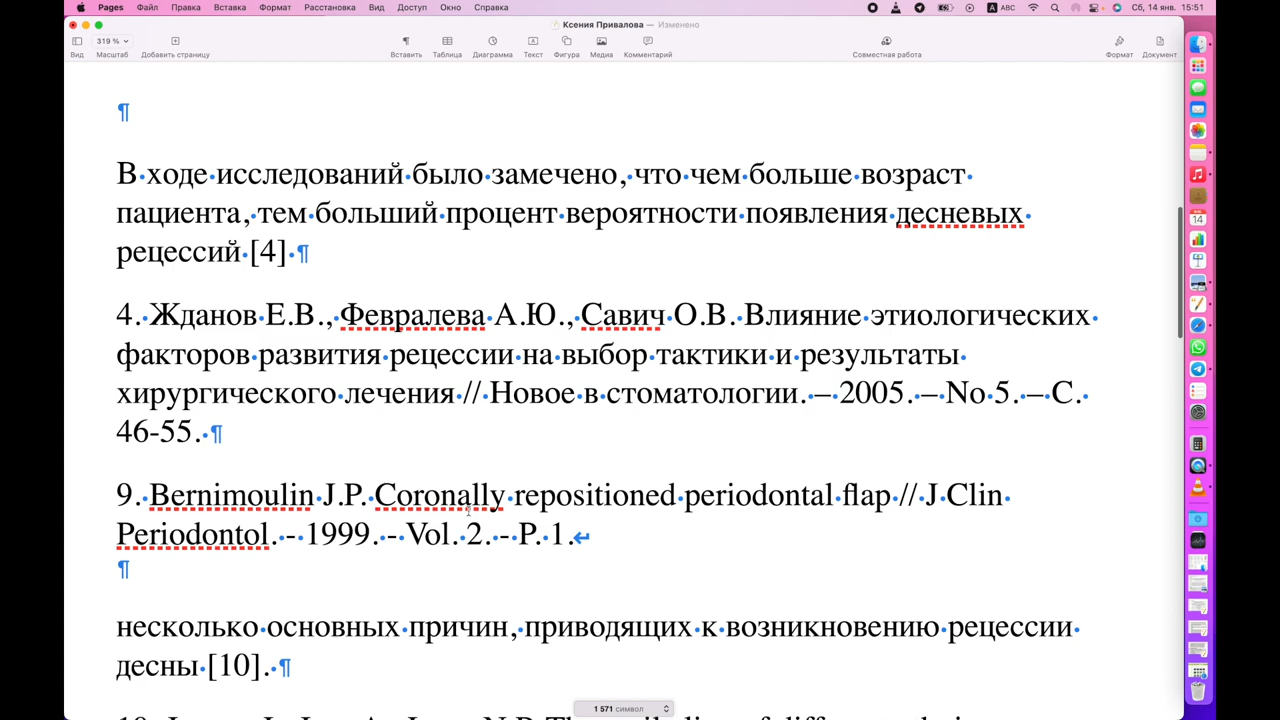 Pages Файл Правка Вставка Формат Расстановка Вид Доступ Окно Справка A ABC Сб, 14 янв. 15:51
Ксения Привалова — Изменено
319 %
Вид Масштаб Добавить страницу Вставить Таблица Диаграмма Текст Фигура Медиа Комментарий Совместная работа Формат Документ
¶
В·ходе·исследований·было·замечено,·что·чем·больше·возраст·
пациента,·тем·больший·процент·вероятности·появления·десневых·
рецессий·[4]·¶
4.·Жданов·Е.В.,·Февралева·А.Ю.,·Савич·О.В.·Влияние·этиологических·
факторов·развития·рецессии·на·выбор·тактики·и·результаты·
хирургического·лечения·//·Новое·в·стоматологии.·–·2005.·–·No·5.·–·С.·
46-55.·¶
9.·Bernimoulin·J.P.·Coronally·repositioned·periodontal·flap·//·J·Clin·
Periodontol.·-·1999.·-·Vol.·2.·-·P.·1.↵
¶
несколько·основных·причин,·приводящих·к·возникновению·рецессии·
десны·[10].·¶
1 571 символ
14